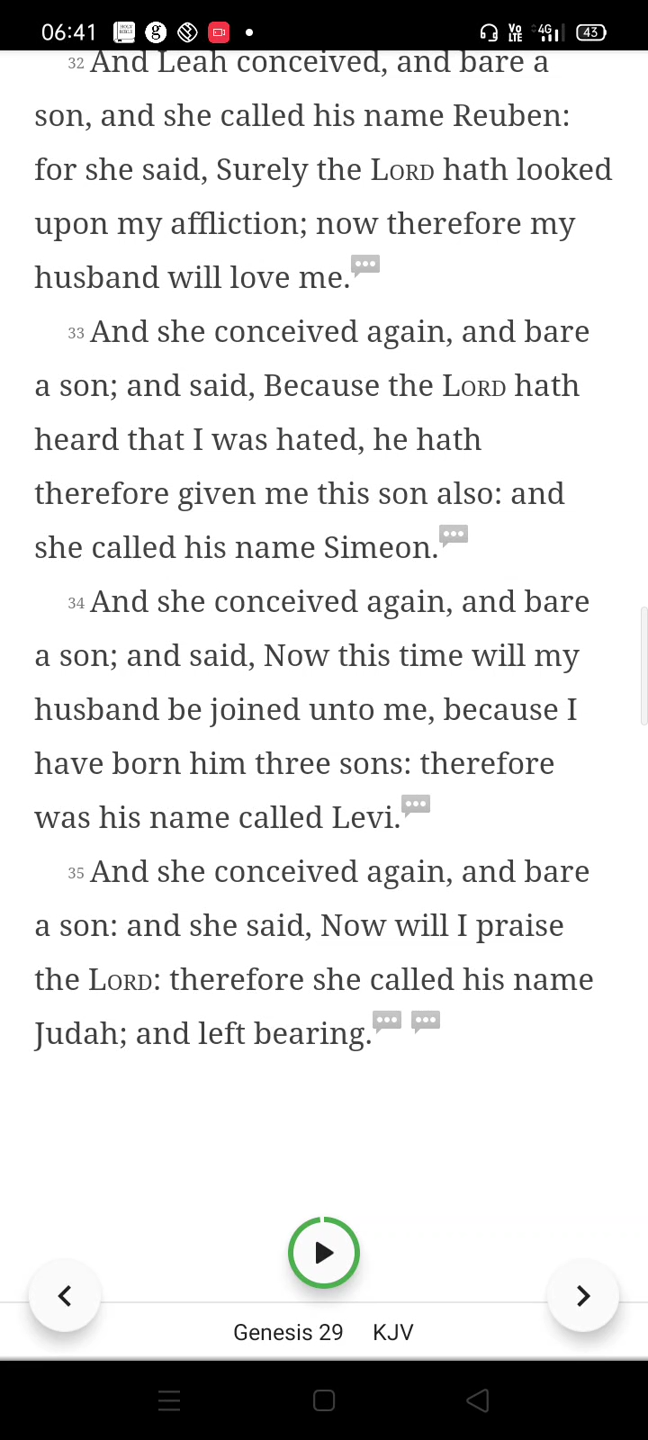 06:41 HOLY BIBLE g Vo LTE 4G 43
32 And Leah conceived, and bare a
son, and she called his name Reuben:
for she said, Surely the LORD hath looked
upon my affliction; now therefore my
husband will love me.
33 And she conceived again, and bare
a son; and said, Because the LORD hath
heard that I was hated, he hath
therefore given me this son also: and
she called his name Simeon.
34 And she conceived again, and bare
a son; and said, Now this time will my
husband be joined unto me, because I
have born him three sons: therefore
was his name called Levi.
35 And she conceived again, and bare
a son: and she said, Now will I praise
the LORD: therefore she called his name
Judah; and left bearing.
Genesis 29 KJV